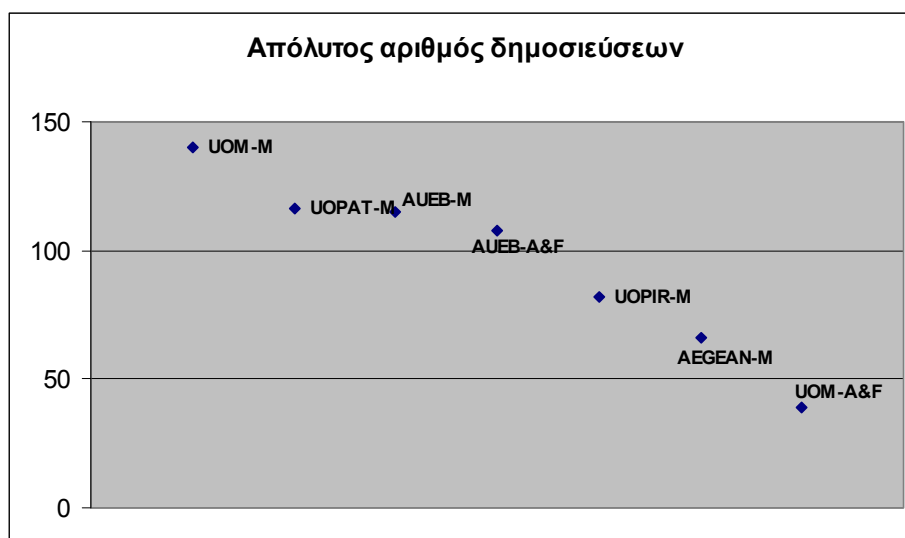 Απόλυτος αριθμός δημοσιεύσεων
150
UOM-M
UOPAT-M
AUEB-M
100
AUEB-A&F
UOPIR-M
AEGEAN-M
50
UOM-A&F
0